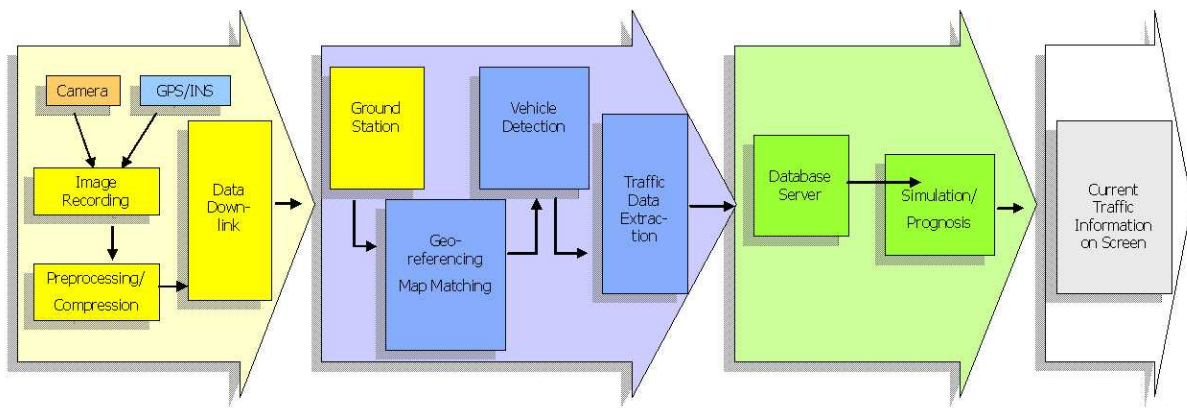 Camera
GPS/INS
Image
Recording
Preprocessing/
Compression
Data
Down-
link
Ground
Station
Geo-
referencing
Map Matching
Vehicle
Detection
Traffic
Data
Extrac-
tion
Database
Server
Simulation/
Prognosis
Current
Traffic
Information
on Screen